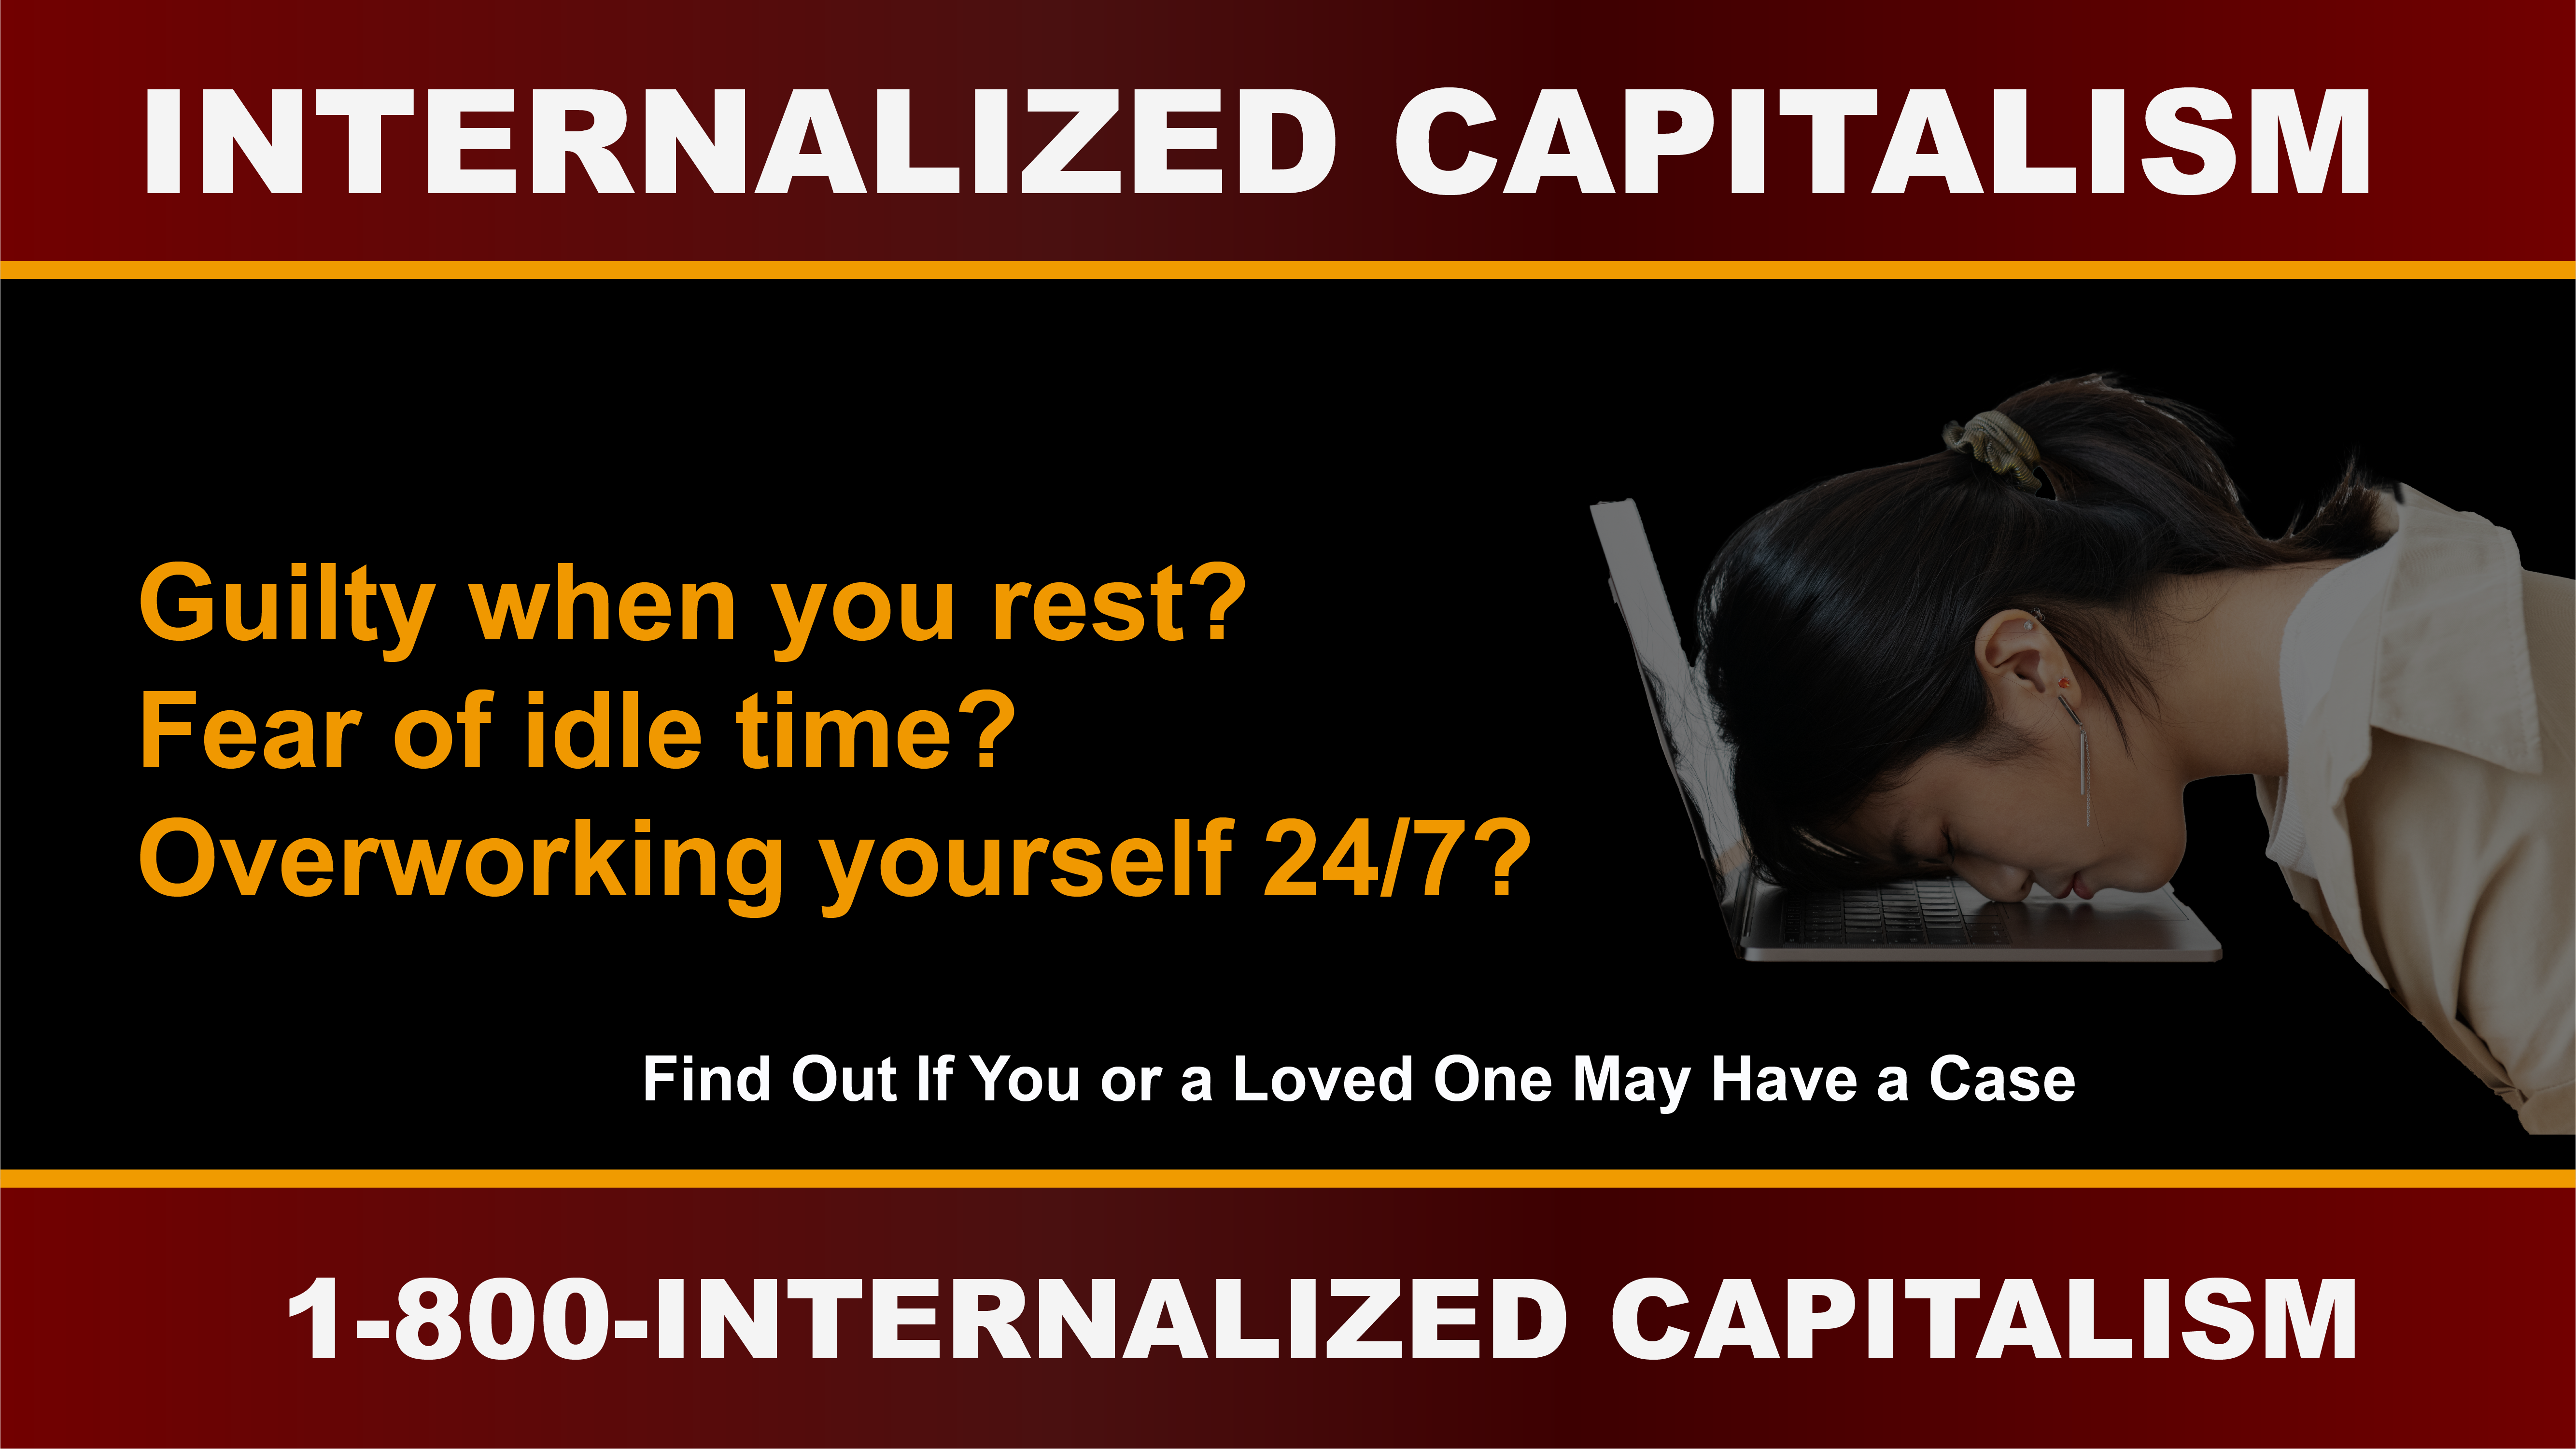 INTERNALIZED CAPITALISM
Guilty when you rest?
Fear of idle time?
Overworking yourself 24/7?
Find Out If You or a Loved One May Have a Case
1-800-INTERNALIZED CAPITALISM